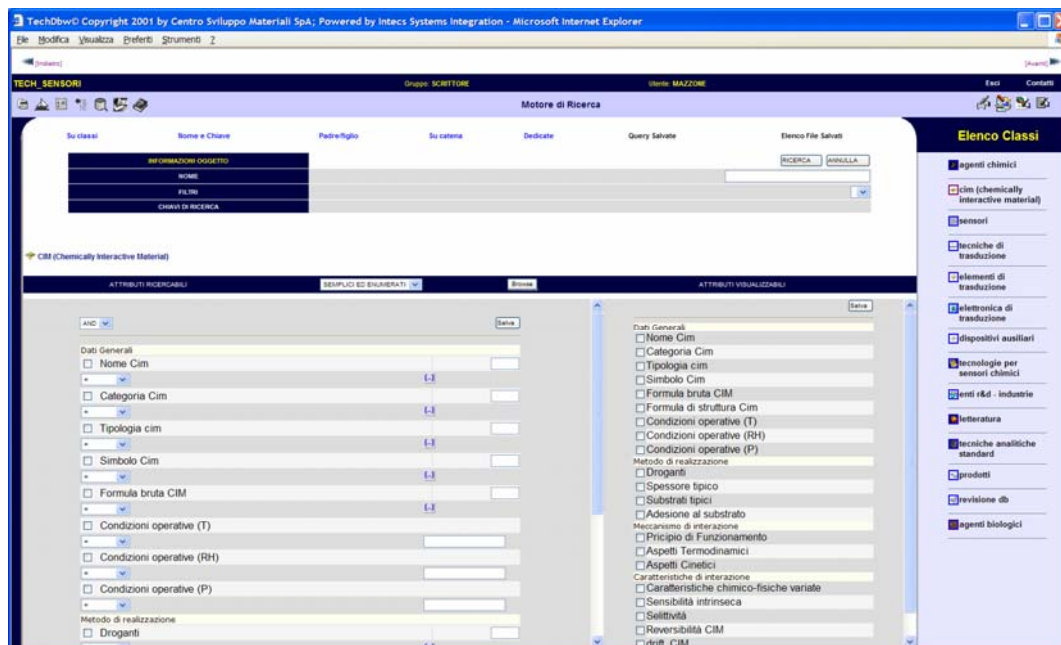 TechDbw© Copyright 2001 by Centro Sviluppo Materiali SpA; Powered by Intecs Systems Integration - Microsoft Internet Explorer
File Modifica Visualizza Preferiti Strumenti ?
[Indietro] [Avanti]
TECH_SENSORI Gruppo: SCRITTORE Utente: MAZZONE Esci Contatti
Motore di Ricerca
Su classi Nome e Chiave Padre/figlio Su catena Dedicate Query Salvate Elenco File Salvati
INFORMAZIONI OGGETTO RICERCA ANNULLA
NOME
FILTRI
CHIAVI DI RICERCA
CIM (Chemically Interactive Material)
ATTRIBUTI RICERCABILI SEMPLICI ED ENUMERATI Browse ATTRIBUTI VISUALIZZABILI
AND Salva
Dati Generali
Nome Cim
= [..]
Categoria Cim
= [..]
Tipologia cim
= [..]
Simbolo Cim
= [..]
Formula bruta CIM
= [..]
Condizioni operative (T)
=
Condizioni operative (RH)
=
Condizioni operative (P)
=
Metodo di realizzazione
Droganti
[..]
Salva
Dati Generali
Nome Cim
Categoria Cim
Tipologia cim
Simbolo Cim
Formula bruta CIM
Formula di struttura Cim
Condizioni operative (T)
Condizioni operative (RH)
Condizioni operative (P)
Metodo di realizzazione
Droganti
Spessore tipico
Substrati tipici
Adesione al substrato
Meccanismo di interazione
Pricipio di Funzionamento
Aspetti Termodinamici
Aspetti Cinetici
Caratteristiche di interazione
Caratteristiche chimico-fisiche variate
Sensibilità intrinseca
Selittività
Reversibilità CIM
drift CIM
Elenco Classi
agenti chimici
cim (chemically
interactive material)
sensori
tecniche di
trasduzione
elementi di
trasduzione
elettronica di
trasduzione
dispositivi ausiliari
tecnologie per
sensori chimici
enti r&d - industrie
letteratura
tecniche analitiche
standard
prodotti
revisione db
agenti biologici